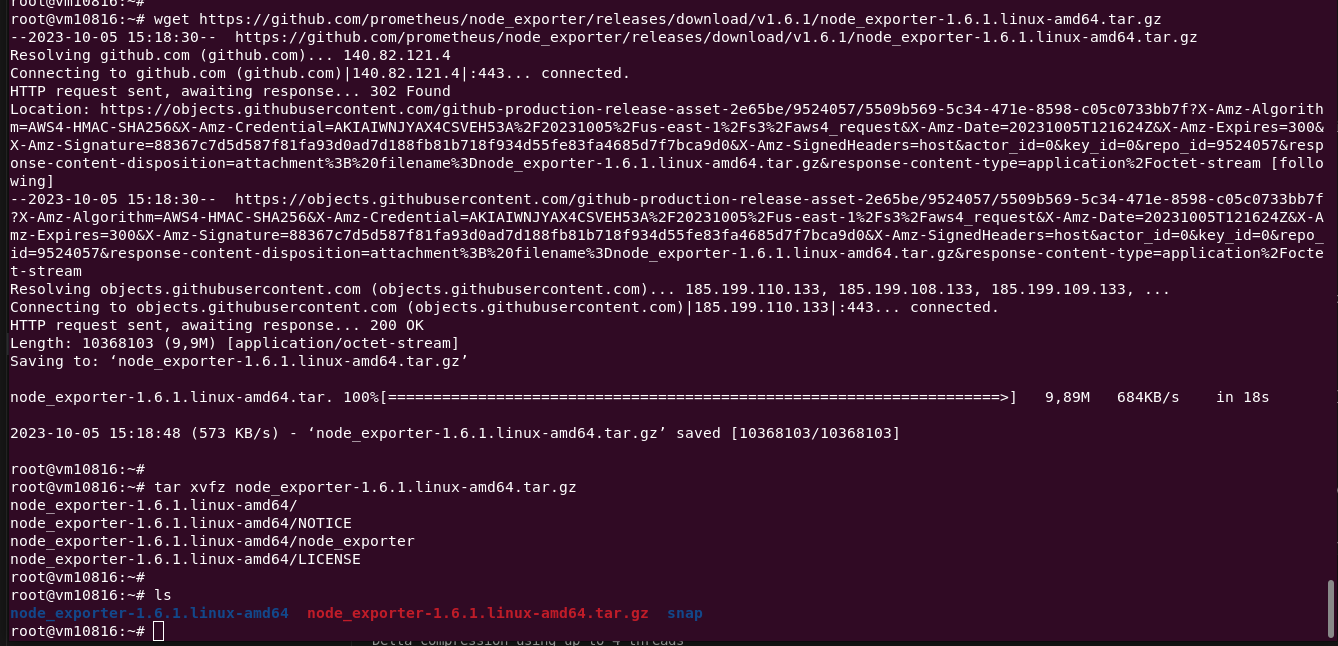 root@vm10816:~#
root@vm10816:~# wget https://github.com/prometheus/node_exporter/releases/download/v1.6.1/node_exporter-1.6.1.linux-amd64.tar.gz
--2023-10-05 15:18:30--  https://github.com/prometheus/node_exporter/releases/download/v1.6.1/node_exporter-1.6.1.linux-amd64.tar.gz
Resolving github.com (github.com)... 140.82.121.4
Connecting to github.com (github.com)|140.82.121.4|:443... connected.
HTTP request sent, awaiting response... 302 Found
Location: https://objects.githubusercontent.com/github-production-release-asset-2e65be/9524057/5509b569-5c34-471e-8598-c05c0733bb7f?X-Amz-Algorith
m=AWS4-HMAC-SHA256&X-Amz-Credential=AKIAIWNJYAX4CSVEH53A%2F20231005%2Fus-east-1%2Fs3%2Faws4_request&X-Amz-Date=20231005T121624Z&X-Amz-Expires=300&
X-Amz-Signature=88367c7d5d587f81fa93d0ad7d188fb81b718f934d55fe83fa4685d7f7bca9d0&X-Amz-SignedHeaders=host&actor_id=0&key_id=0&repo_id=9524057&resp
onse-content-disposition=attachment%3B%20filename%3Dnode_exporter-1.6.1.linux-amd64.tar.gz&response-content-type=application%2Foctet-stream [follo
wing]
--2023-10-05 15:18:30--  https://objects.githubusercontent.com/github-production-release-asset-2e65be/9524057/5509b569-5c34-471e-8598-c05c0733bb7f
?X-Amz-Algorithm=AWS4-HMAC-SHA256&X-Amz-Credential=AKIAIWNJYAX4CSVEH53A%2F20231005%2Fus-east-1%2Fs3%2Faws4_request&X-Amz-Date=20231005T121624Z&X-A
mz-Expires=300&X-Amz-Signature=88367c7d5d587f81fa93d0ad7d188fb81b718f934d55fe83fa4685d7f7bca9d0&X-Amz-SignedHeaders=host&actor_id=0&key_id=0&repo_
id=9524057&response-content-disposition=attachment%3B%20filename%3Dnode_exporter-1.6.1.linux-amd64.tar.gz&response-content-type=application%2Focte
t-stream
Resolving objects.githubusercontent.com (objects.githubusercontent.com)... 185.199.110.133, 185.199.108.133, 185.199.109.133, ...
Connecting to objects.githubusercontent.com (objects.githubusercontent.com)|185.199.110.133|:443... connected.
HTTP request sent, awaiting response... 200 OK
Length: 10368103 (9,9M) [application/octet-stream]
Saving to: ‘node_exporter-1.6.1.linux-amd64.tar.gz’
node_exporter-1.6.1.linux-amd64.tar. 100%[====================================================================>]   9,89M   684KB/s    in 18s
2023-10-05 15:18:48 (573 KB/s) - ‘node_exporter-1.6.1.linux-amd64.tar.gz’ saved [10368103/10368103]
root@vm10816:~#
root@vm10816:~# tar xvfz node_exporter-1.6.1.linux-amd64.tar.gz
node_exporter-1.6.1.linux-amd64/
node_exporter-1.6.1.linux-amd64/NOTICE
node_exporter-1.6.1.linux-amd64/node_exporter
node_exporter-1.6.1.linux-amd64/LICENSE
root@vm10816:~#
root@vm10816:~# ls
node_exporter-1.6.1.linux-amd64  node_exporter-1.6.1.linux-amd64.tar.gz  snap
root@vm10816:~#
Delta compression using up to 4 threads